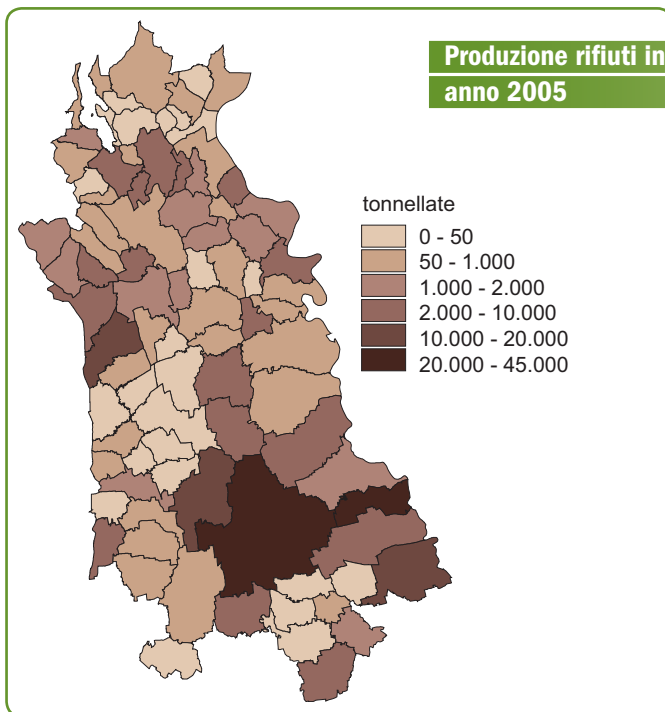 Produzione rifiuti in
anno 2005
tonnellate
0 - 50
50 - 1.000
1.000 - 2.000
2.000 - 10.000
10.000 - 20.000
20.000 - 45.000